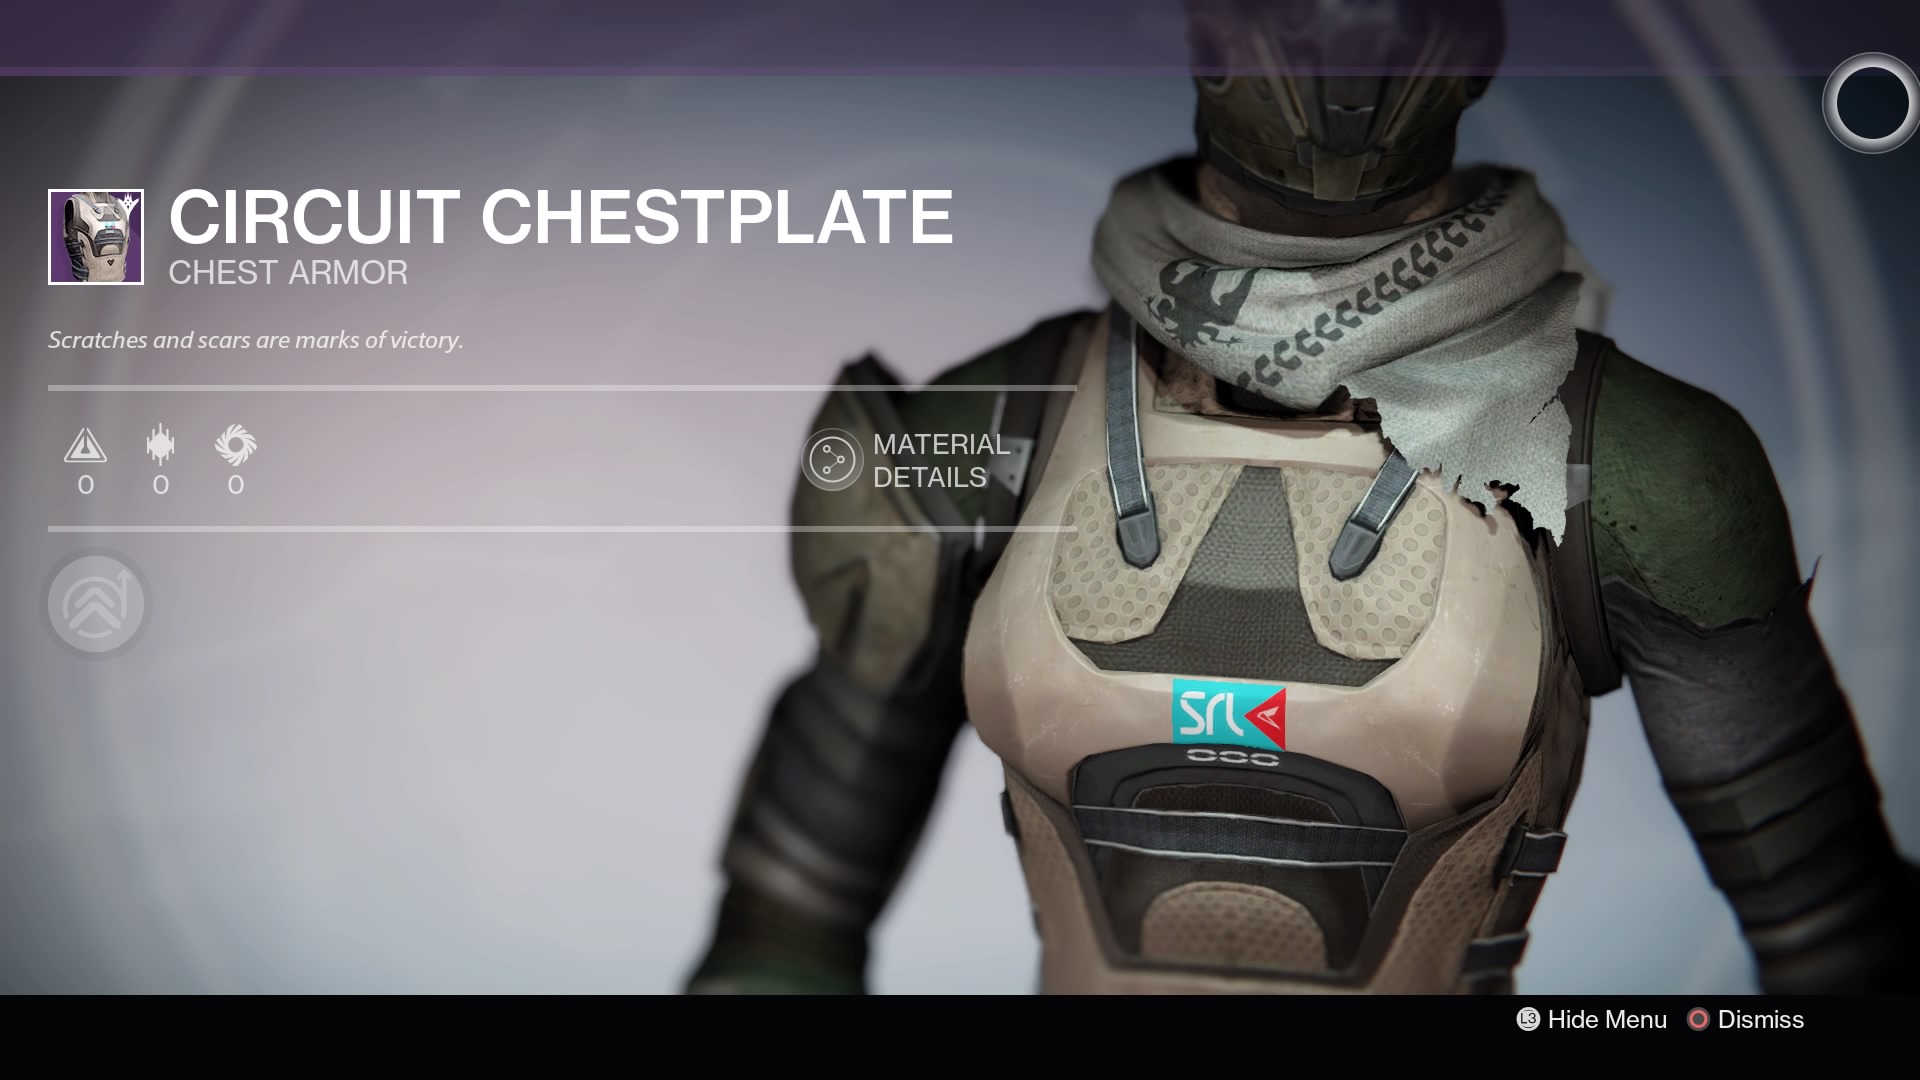 CIRCUIT CHESTPLATE
CHEST ARMOR
Scratches and scars are marks of victory.
0 0 0
MATERIAL
DETAILS
SRL
L3 Hide Menu Dismiss